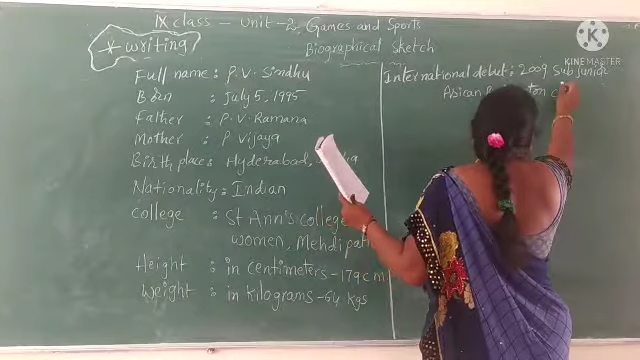 IX class - Unit-2 Games and Sports
* Writing
Biographical Sketch
Full name : P.V. Sindhu
Born : July 5, 1995
Father : P.V. Ramana
Mother : P. Vijaya
Birth place : Hyderabad,
Nationality : Indian
college : St Ann's college
women, Mehdi
Height : in centimeters - 179 cm
Weight : in kilograms - 64 kgs
International debut : 2009 Sub junior
Asican
KINEMASTER